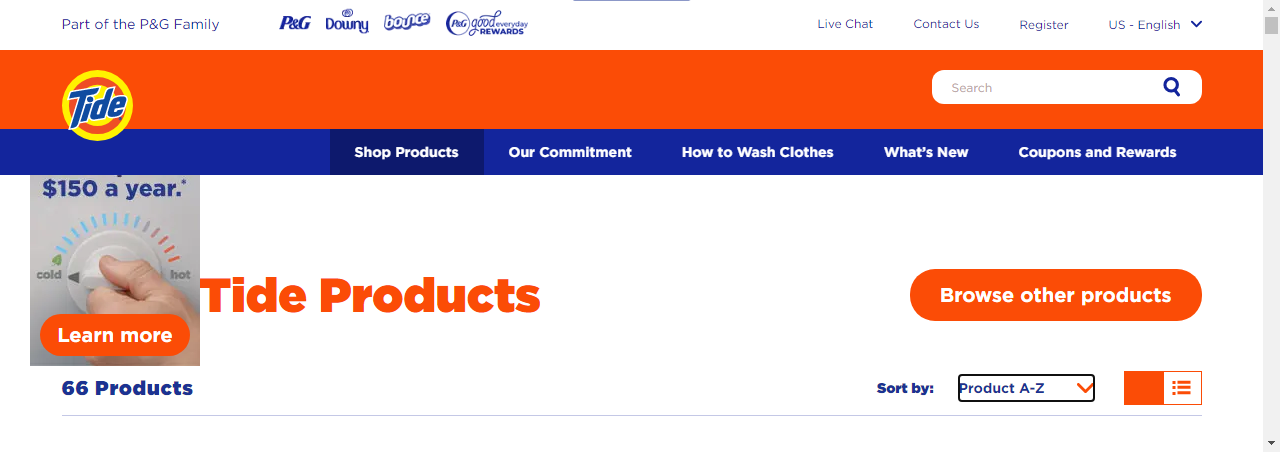 Part of the P&G Family
P&G
Downy
bounce
P&G good everyday REWARDS
Live Chat
Contact Us
Register
US - English
Tide
Search
Shop Products
Our Commitment
How to Wash Clothes
What's New
Coupons and Rewards
$150 a year.*
cold
hot
Learn more
Tide Products
Browse other products
66 Products
Sort by:
Product A-Z